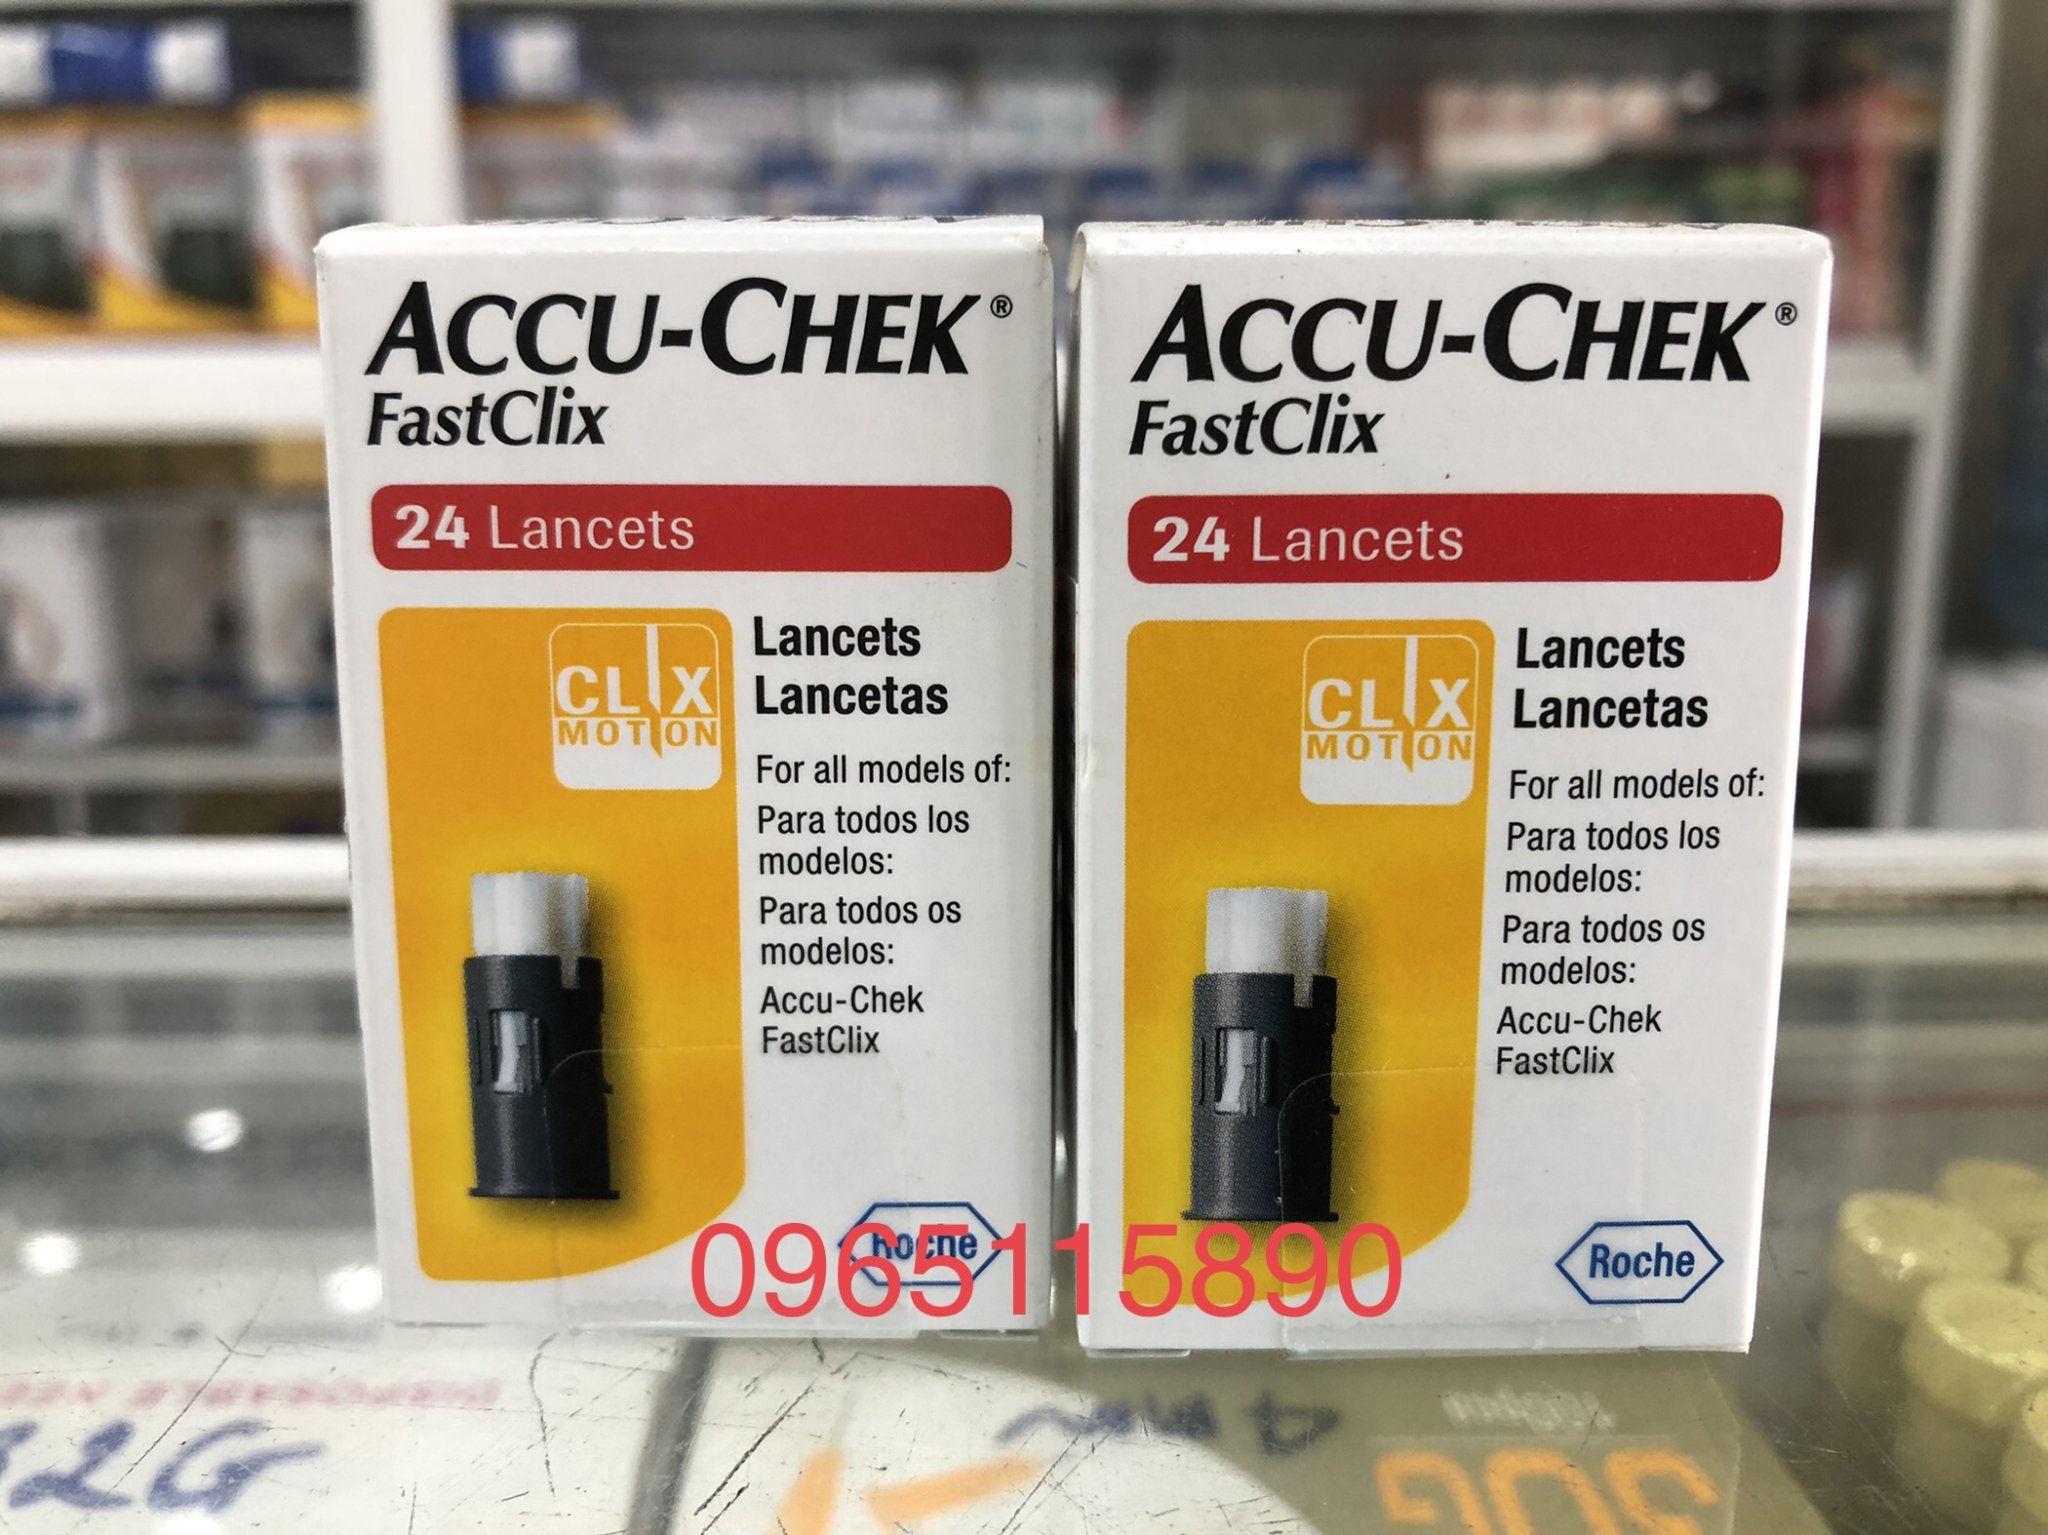 ACCU-CHEK®
FastClix
24 Lancets
CLIX
MOTION
Lancets
Lancetas
For all models of:
Para todos los
modelos:
Para todos os
modelos:
Accu-Chek
FastClix
Roche
ACCU-CHEK®
FastClix
24 Lancets
CLIX
MOTION
Lancets
Lancetas
For all models of:
Para todos los
modelos:
Para todos os
modelos:
Accu-Chek
FastClix
Roche
0965115890